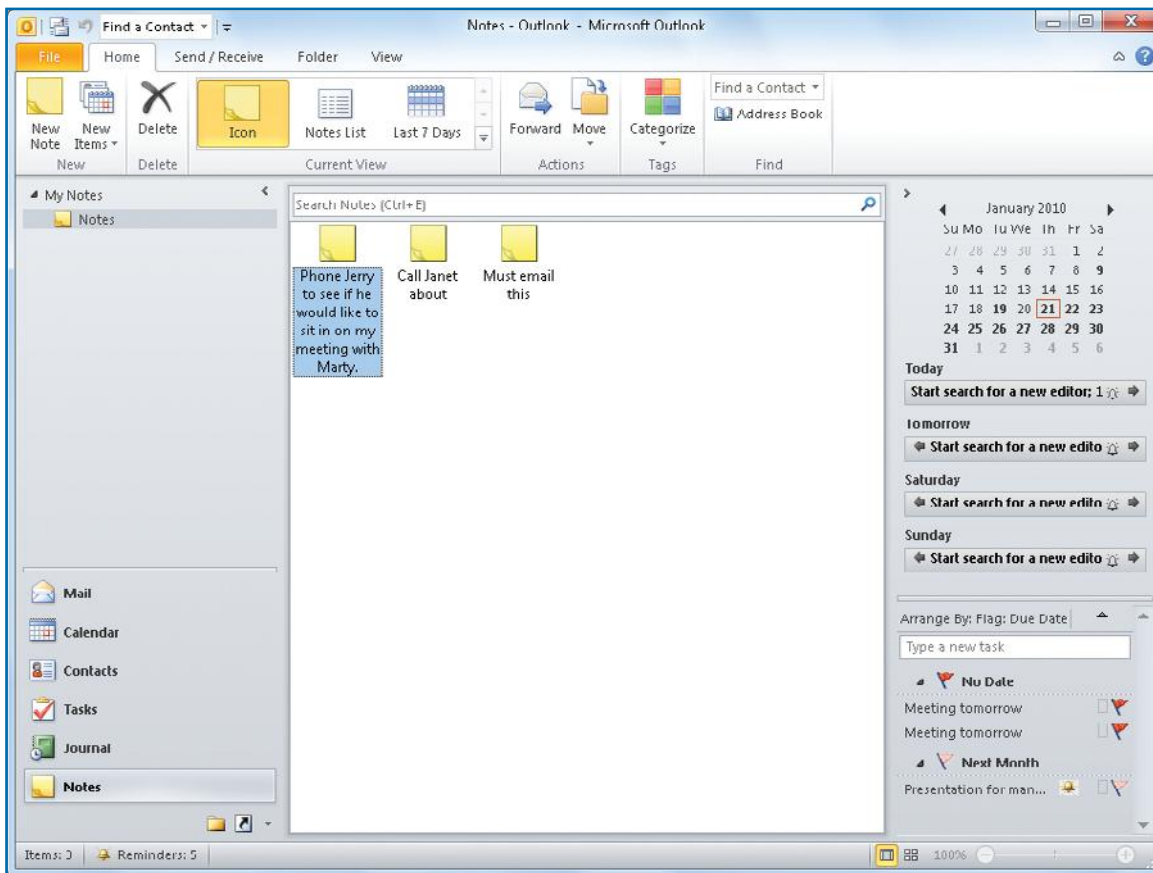 Find a Contact
Notes - Outlook - Microsoft Outlook
File Home Send / Receive Folder View
New Note
New Items
Delete
Icon
Notes List
Last 7 Days
Forward
Move
Categorize
Find a Contact
Address Book
New Delete Current View Actions Tags Find
My Notes
Notes
Search Notes (Ctrl+E)
Phone Jerry
to see if he
would like to
sit in on my
meeting with
Marty.
Call Janet
about
Must email
this
January 2010
Su Mo Tu We Th Fr Sa
27 28 29 30 31 1 2
3 4 5 6 7 8 9
10 11 12 13 14 15 16
17 18 19 20 21 22 23
24 25 26 27 28 29 30
31 1 2 3 4 5 6
Today
Start search for a new editor; 1
Tomorrow
Start search for a new edito
Saturday
Start search for a new edito
Sunday
Start search for a new edito
Arrange By: Flag: Due Date
Type a new task
No Date
Meeting tomorrow
Meeting tomorrow
Next Month
Presentation for man...
Mail
Calendar
Contacts
Tasks
Journal
Notes
Items: 3
Reminders: 5
100%